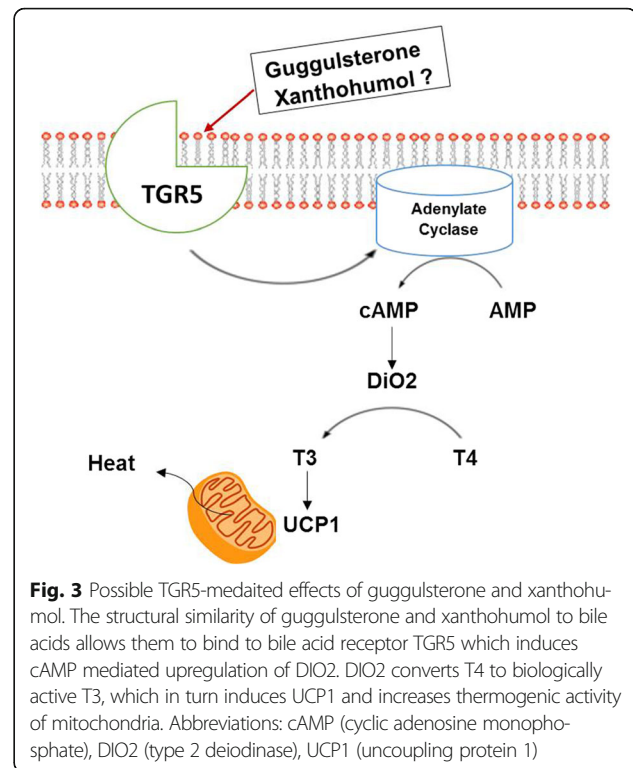 Guggulsterone
Xanthohumol ?
TGR5
Adenylate
Cyclase
cAMP
AMP
DiO2
Heat
T3
T4
UCP1
Fig. 3 Possible TGR5-medaited effects of guggulsterone and xanthohu-
mol. The structural similarity of guggulsterone and xanthohumol to bile
acids allows them to bind to bile acid receptor TGR5 which induces
cAMP mediated upregulation of DIO2. DIO2 converts T4 to biologically
active T3, which in turn induces UCP1 and increases thermogenic activity
of mitochondria. Abbreviations: cAMP (cyclic adenosine monopho-
sphate), DIO2 (type 2 deiodinase), UCP1 (uncoupling protein 1)